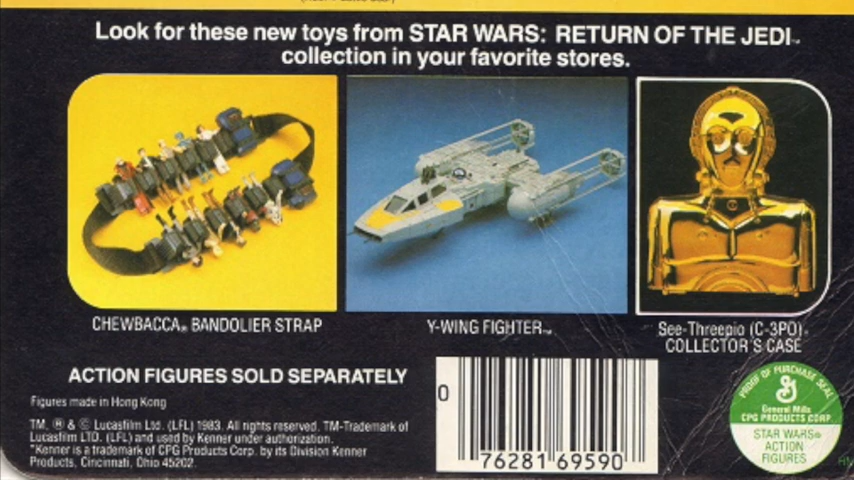 Look for these new toys from STAR WARS: RETURN OF THE JEDI™
collection in your favorite stores.
CHEWBACCA® BANDOLIER STRAP
Y-WING FIGHTER™
See-Threepio (C-3PO)®
COLLECTOR'S CASE
ACTION FIGURES SOLD SEPARATELY
Figures made in Hong Kong
TM, ® & © Lucasfilm Ltd. (LFL) 1983. All rights reserved. TM-Trademark of
Lucasfilm LTD. (LFL) and used by Kenner under authorization.
*Kenner is a trademark of CPG Products Corp. by its Division Kenner
Products, Cincinnati, Ohio 45202.
0 76281 69590
PROOF OF PURCHASE SEAL
G
General Mills
CPG PRODUCTS CORP.
STAR WARS®
ACTION
FIGURES